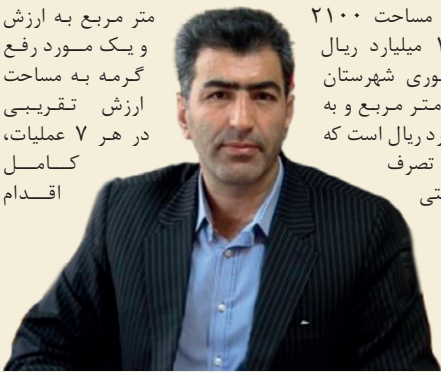 مساحت ۲۱۰۰ متر مربع به ارزش
میلیارد ریال و یک مورد رفع
وری شهرستان گرمه به مساحت
متر مربع و به ارزش تقریبی
رد ریال است که در هر ۷ عملیات،
تصرف کامل
تی اقدام